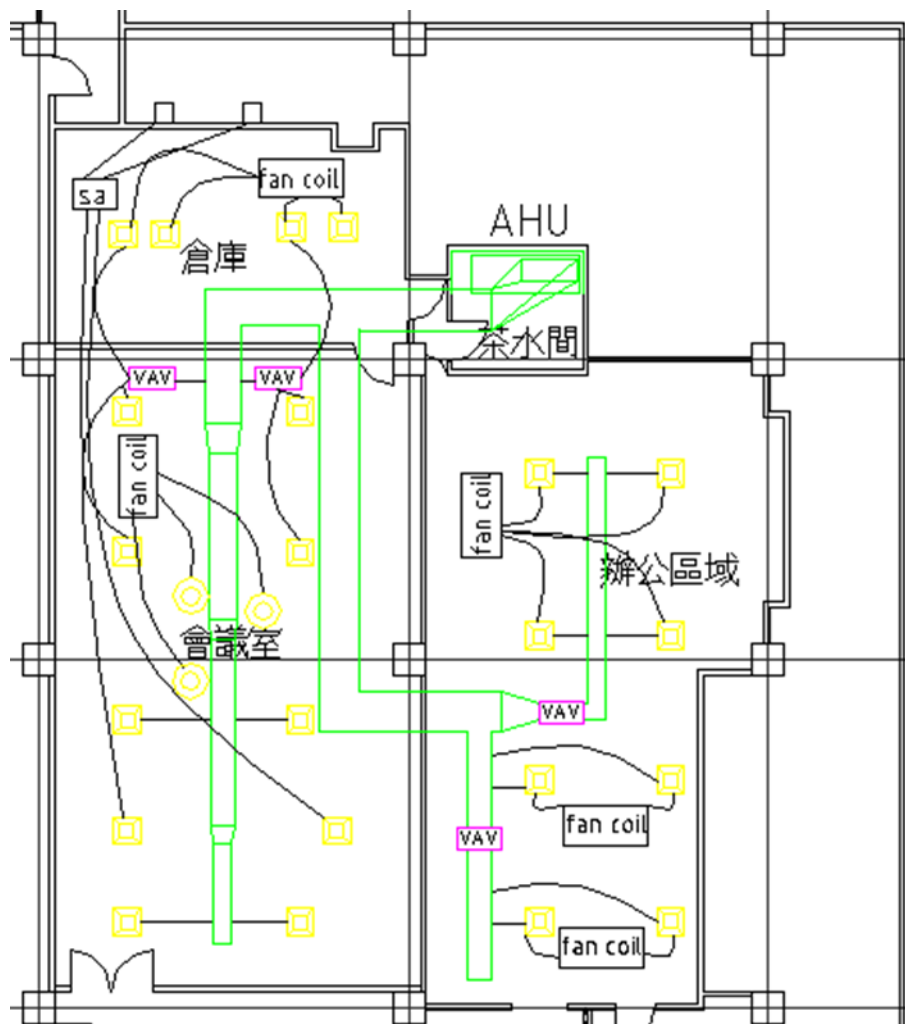 fan coil
sa
AHU
倉庫
茶水間
VAV
VAV
fan coil
fan coil
辦公區域
會議室
VAV
fan coil
VAV
fan coil